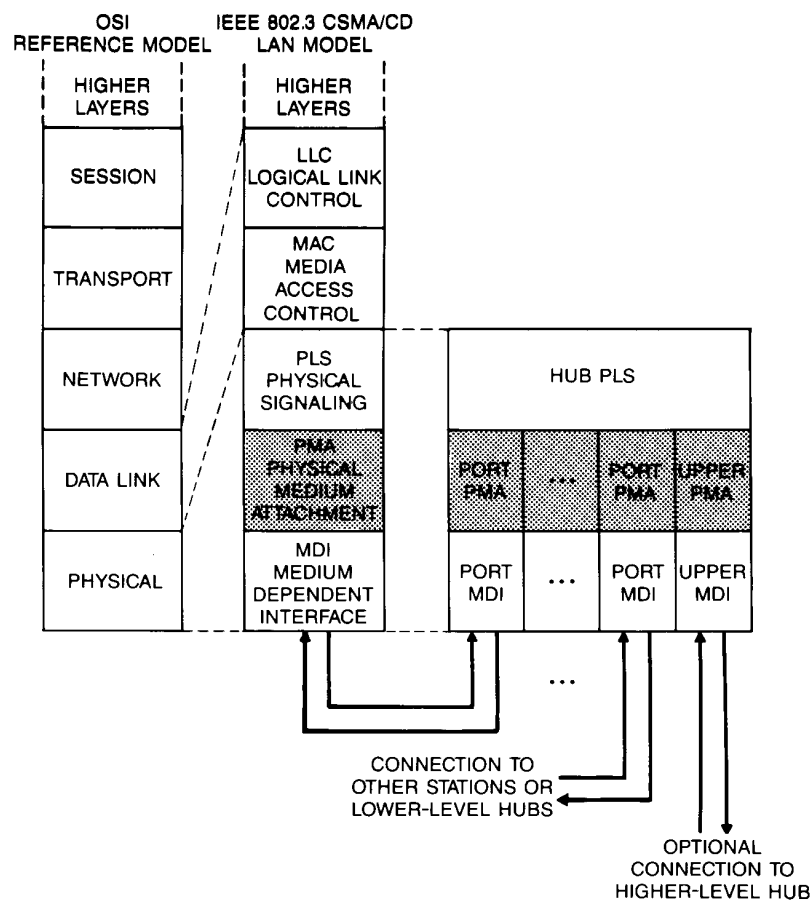 OSI
REFERENCE MODEL
IEEE 802.3 CSMA/CD
LAN MODEL
HIGHER
LAYERS
SESSION
TRANSPORT
NETWORK
DATA LINK
PHYSICAL
HIGHER
LAYERS
LLC
LOGICAL LINK
CONTROL
MAC
MEDIA
ACCESS
CONTROL
PLS
PHYSICAL
SIGNALING
PMA
PHYSICAL
MEDIUM
ATTACHMENT
MDI
MEDIUM
DEPENDENT
INTERFACE
HUB PLS
PORT
PMA
...
PORT
PMA
UPPER
PMA
PORT
MDI
...
PORT
MDI
UPPER
MDI
...
CONNECTION TO
OTHER STATIONS OR
LOWER-LEVEL HUBS
OPTIONAL
CONNECTION TO
HIGHER-LEVEL HUB